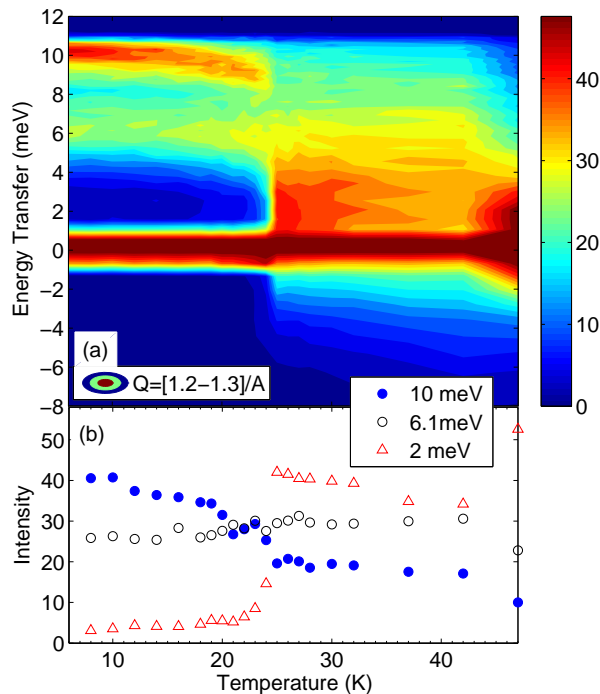 12
10
8
6
4
2
0
−2
−4
−6
−8
Energy Transfer (meV)
(a)
Q=[1.2−1.3]/A
40
30
20
10
0
10 meV
6.1meV
2 meV
(b)
50
40
30
20
10
0
Intensity
10
20
30
40
Temperature (K)